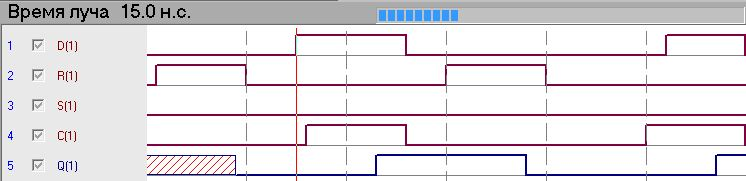 Время луча 15.0 н.с.
1 D(1)
2 R(1)
3 S(1)
4 C(1)
5 Q(1)